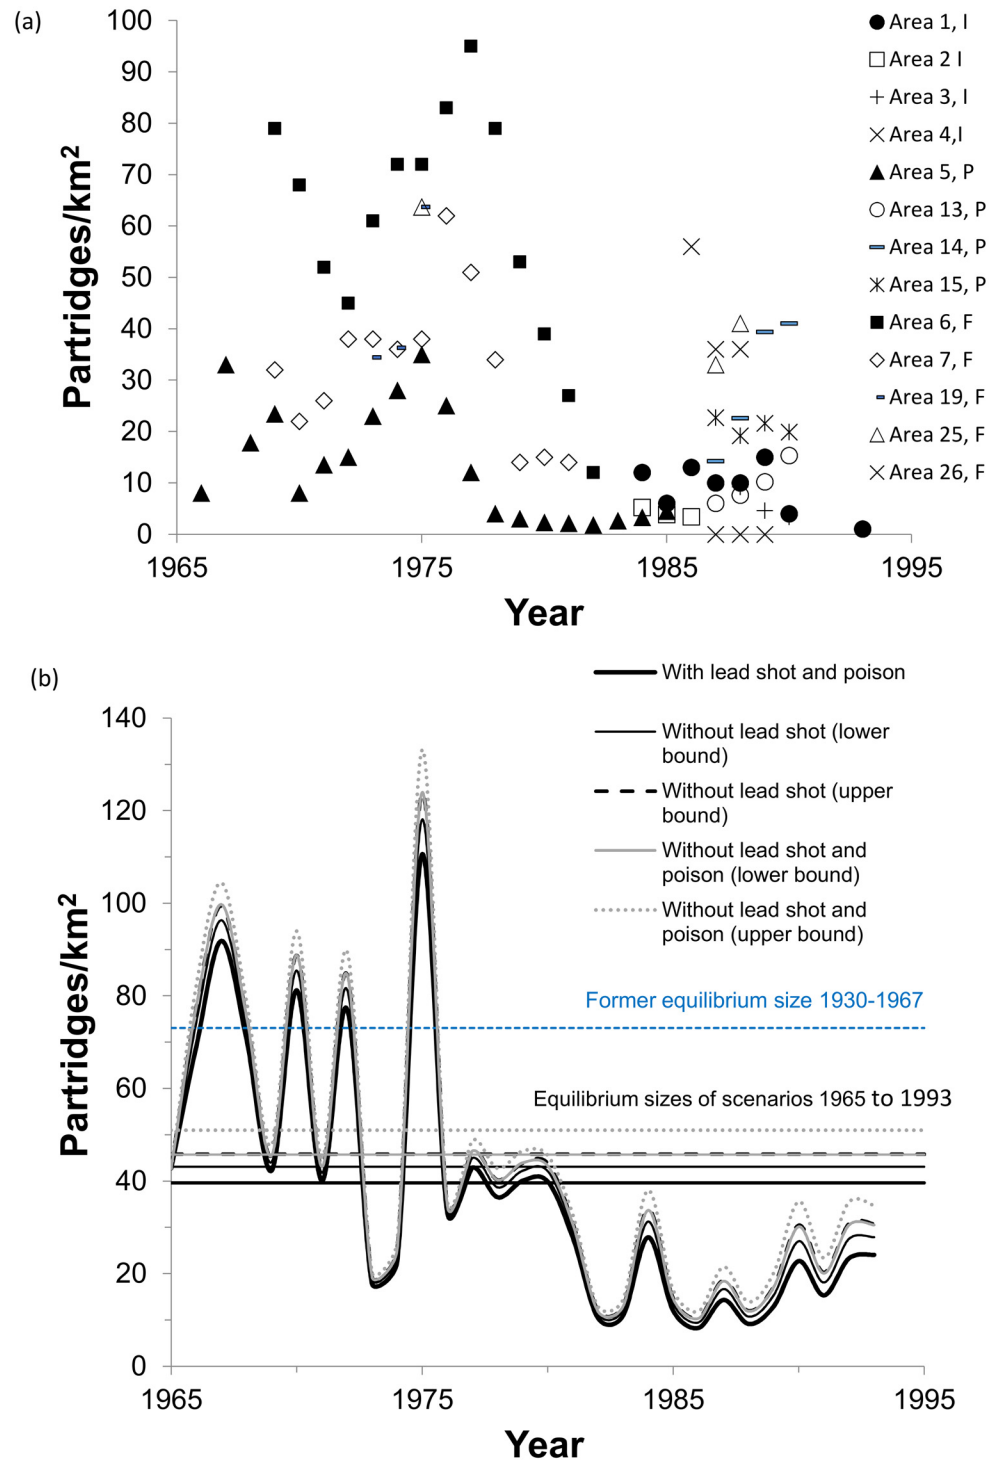 (a)
100
90
80
70
60
50
40
30
20
10
0
Partridges/km²
1965
1975
1985
1995
Year
Area 1, I
Area 2 I
Area 3, I
Area 4,I
Area 5, P
Area 13, P
Area 14, P
Area 15, P
Area 6, F
Area 7, F
Area 19, F
Area 25, F
Area 26, F
(b)
With lead shot and poison
Without lead shot (lower
bound)
Without lead shot (upper
bound)
Without lead shot and
poison (lower bound)
Without lead shot and
poison (upper bound)
140
120
100
80
60
40
20
0
Partridges/km²
Former equilibrium size 1930-1967
Equilibrium sizes of scenarios 1965 to 1993
1965
1975
1985
1995
Year